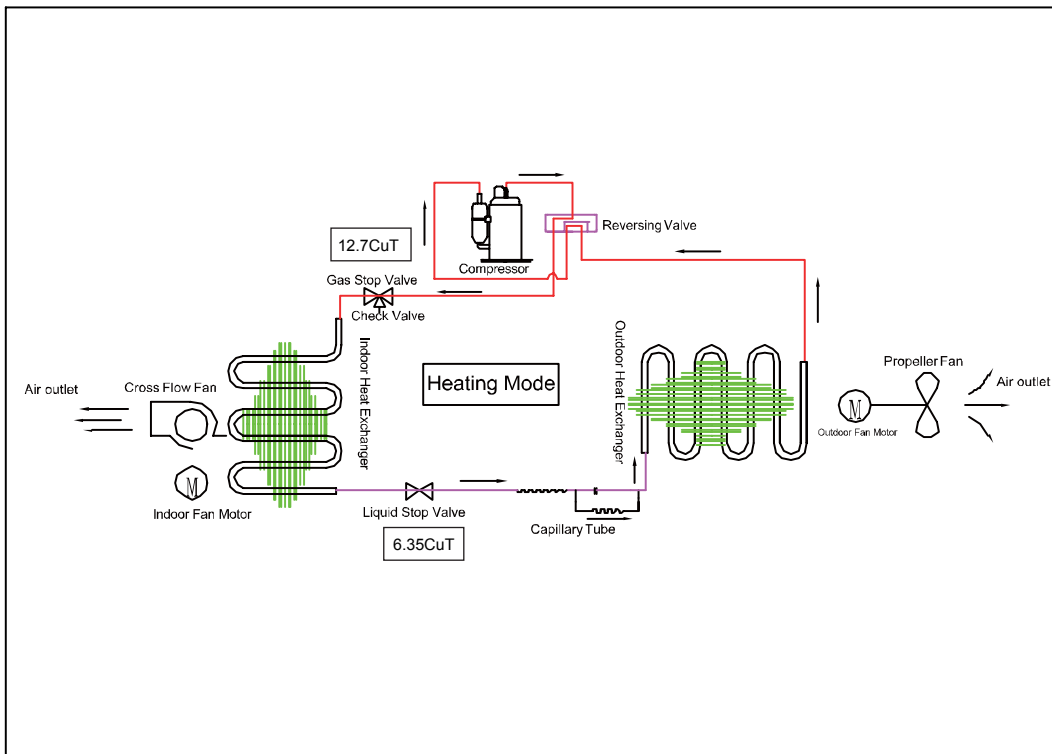 Reversing Valve
12.7CuT
Compressor
Gas Stop Valve
Check Valve
Indoor Heat Exchanger
Outdoor Heat Exchanger
Heating Mode
Propeller Fan
Air outlet
Cross Flow Fan
Air outlet
M
Outdoor Fan Motor
M
Indoor Fan Motor
Liquid Stop Valve
Capillary Tube
6.35CuT